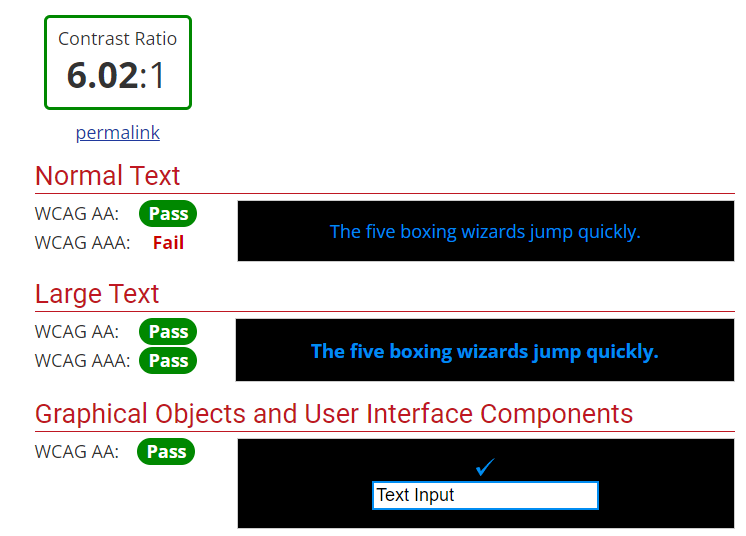 Contrast Ratio
6.02:1
permalink
Normal Text
WCAG AA: Pass
WCAG AAA: Fail
The five boxing wizards jump quickly.
Large Text
WCAG AA: Pass
WCAG AAA: Pass
The five boxing wizards jump quickly.
Graphical Objects and User Interface Components
WCAG AA: Pass
✓
Text Input